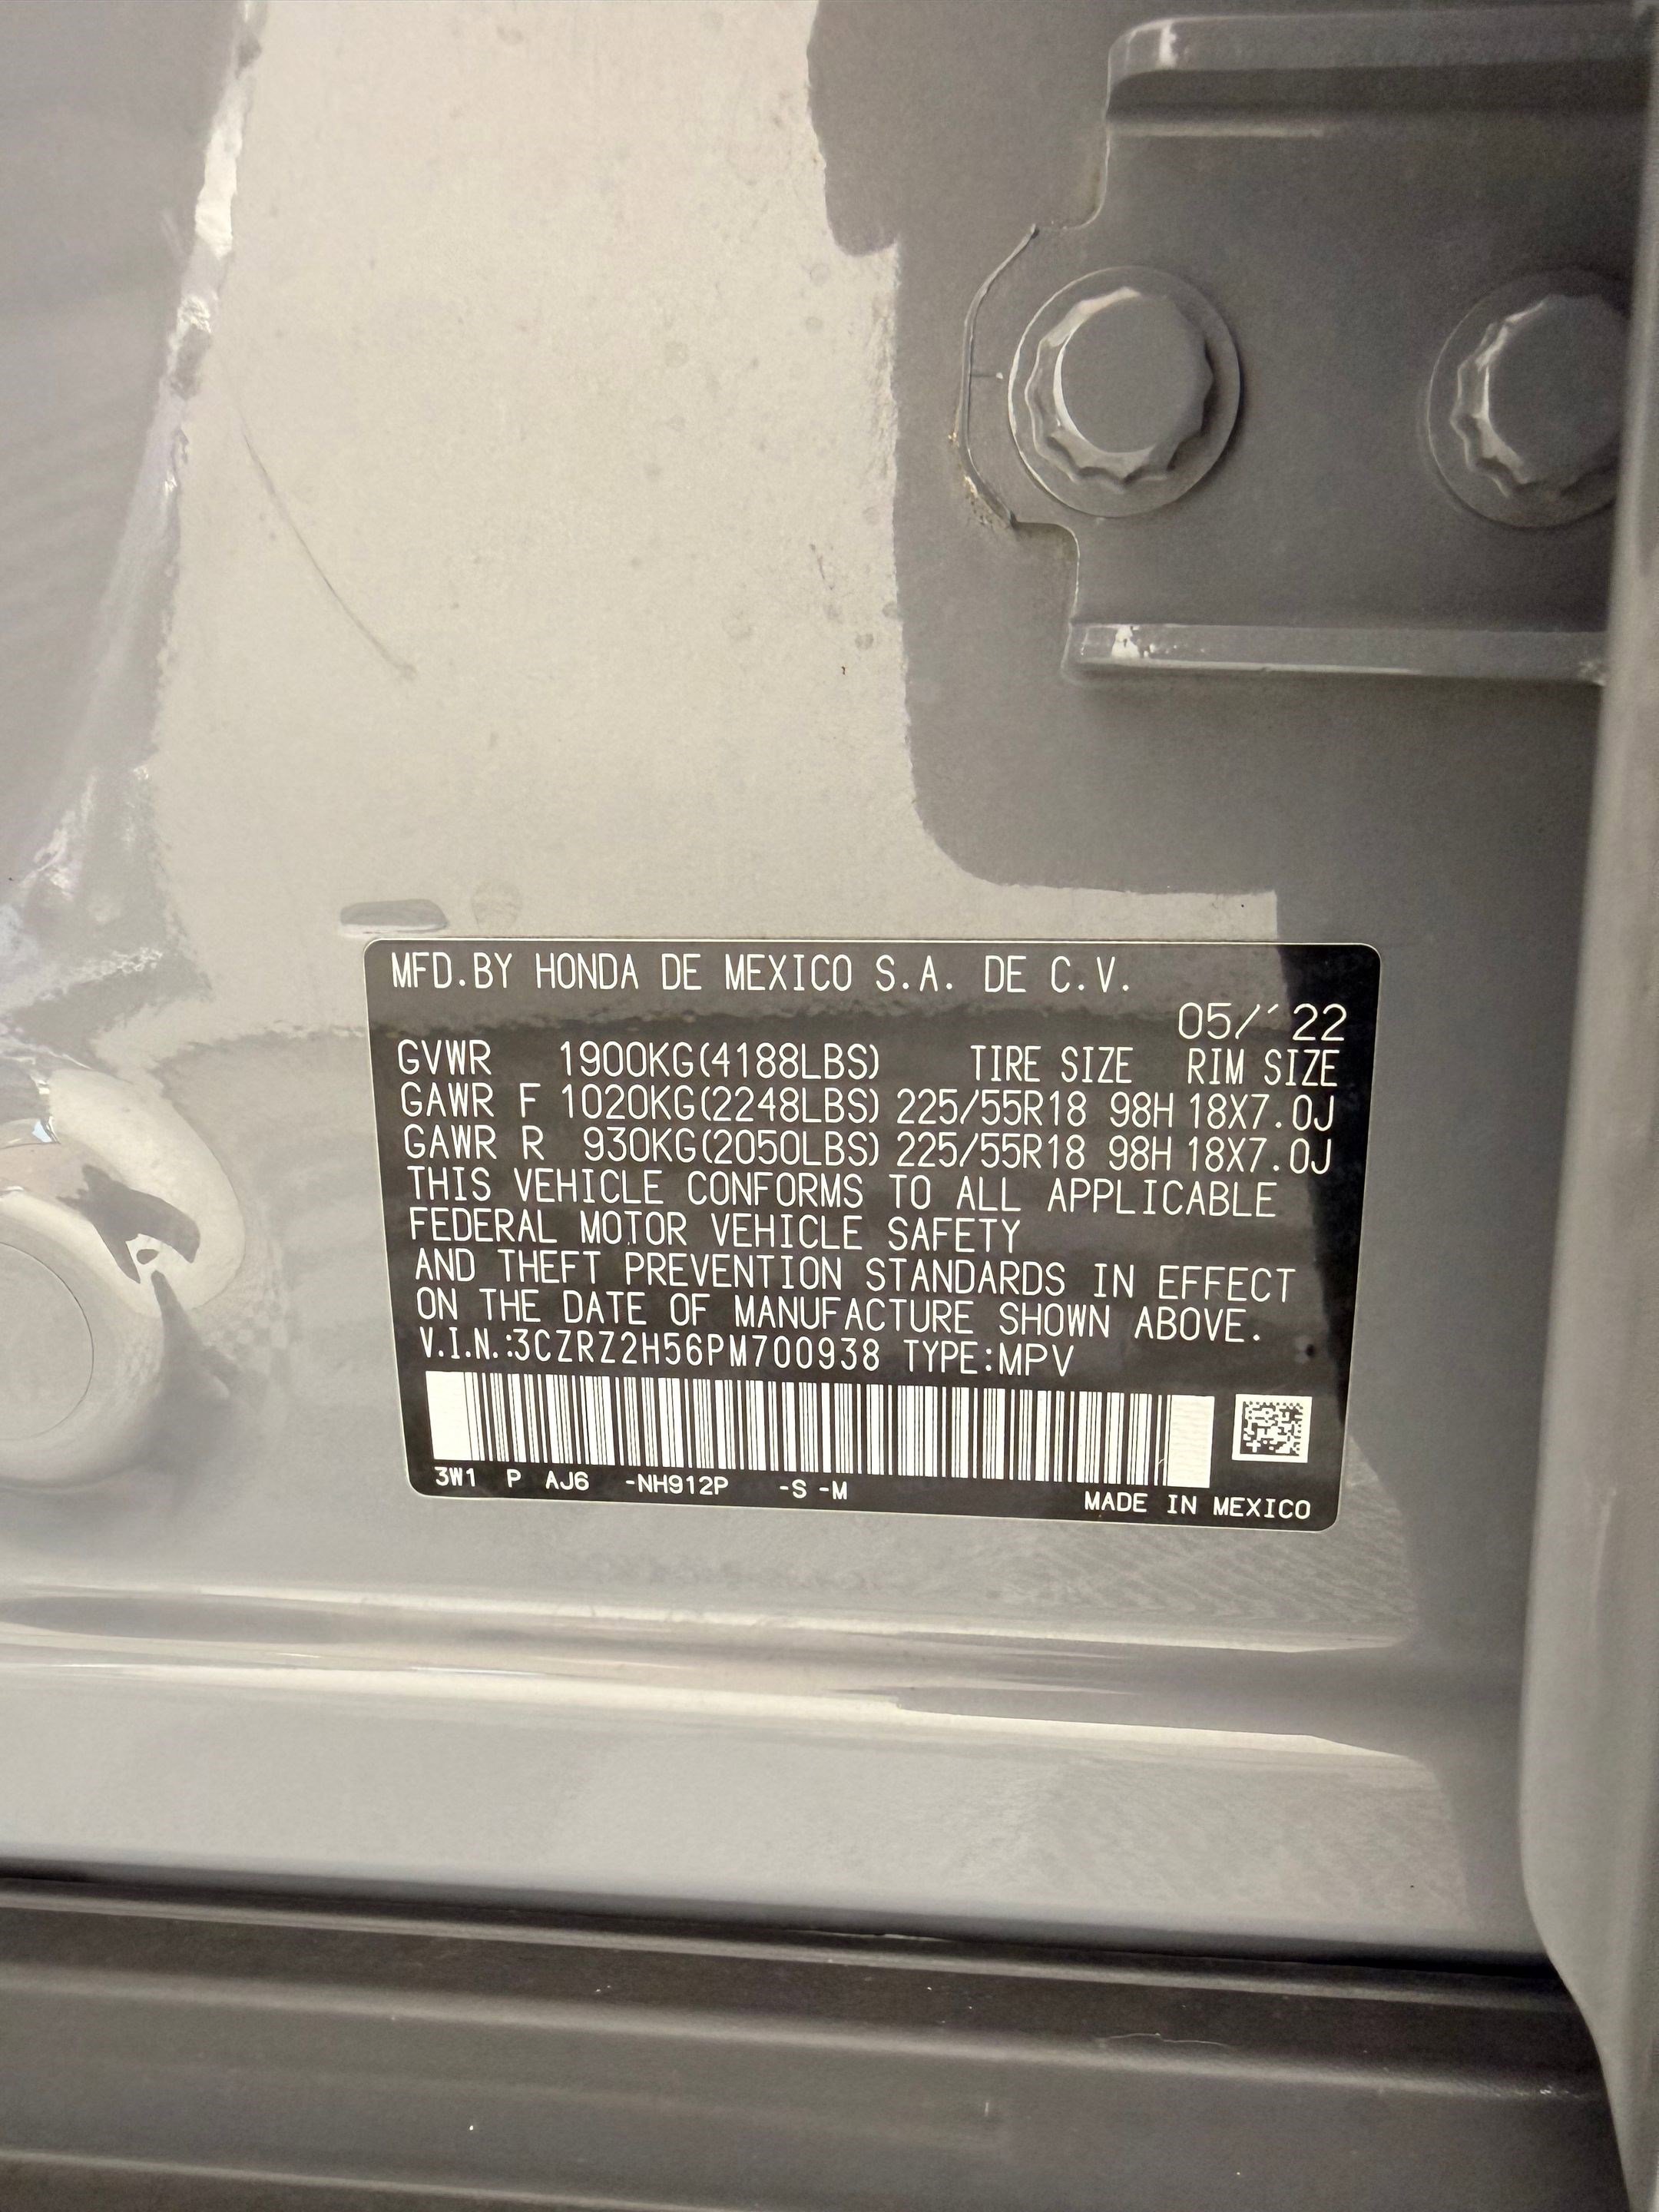 MFD.BY HONDA DE MEXICO S.A. DE C.V.
05/´22
GVWR 1900KG(4188LBS) TIRE SIZE RIM SIZE
GAWR F 1020KG(2248LBS) 225/55R18 98H 18X7.0J
GAWR R 930KG(2050LBS) 225/55R18 98H 18X7.0J
THIS VEHICLE CONFORMS TO ALL APPLICABLE
FEDERAL MOTOR VEHICLE SAFETY
AND THEFT PREVENTION STANDARDS IN EFFECT
ON THE DATE OF MANUFACTURE SHOWN ABOVE.
V.I.N.:3CZRZ2H56PM700938 TYPE:MPV
3W1 P AJ6 -NH912P -S -M
MADE IN MEXICO